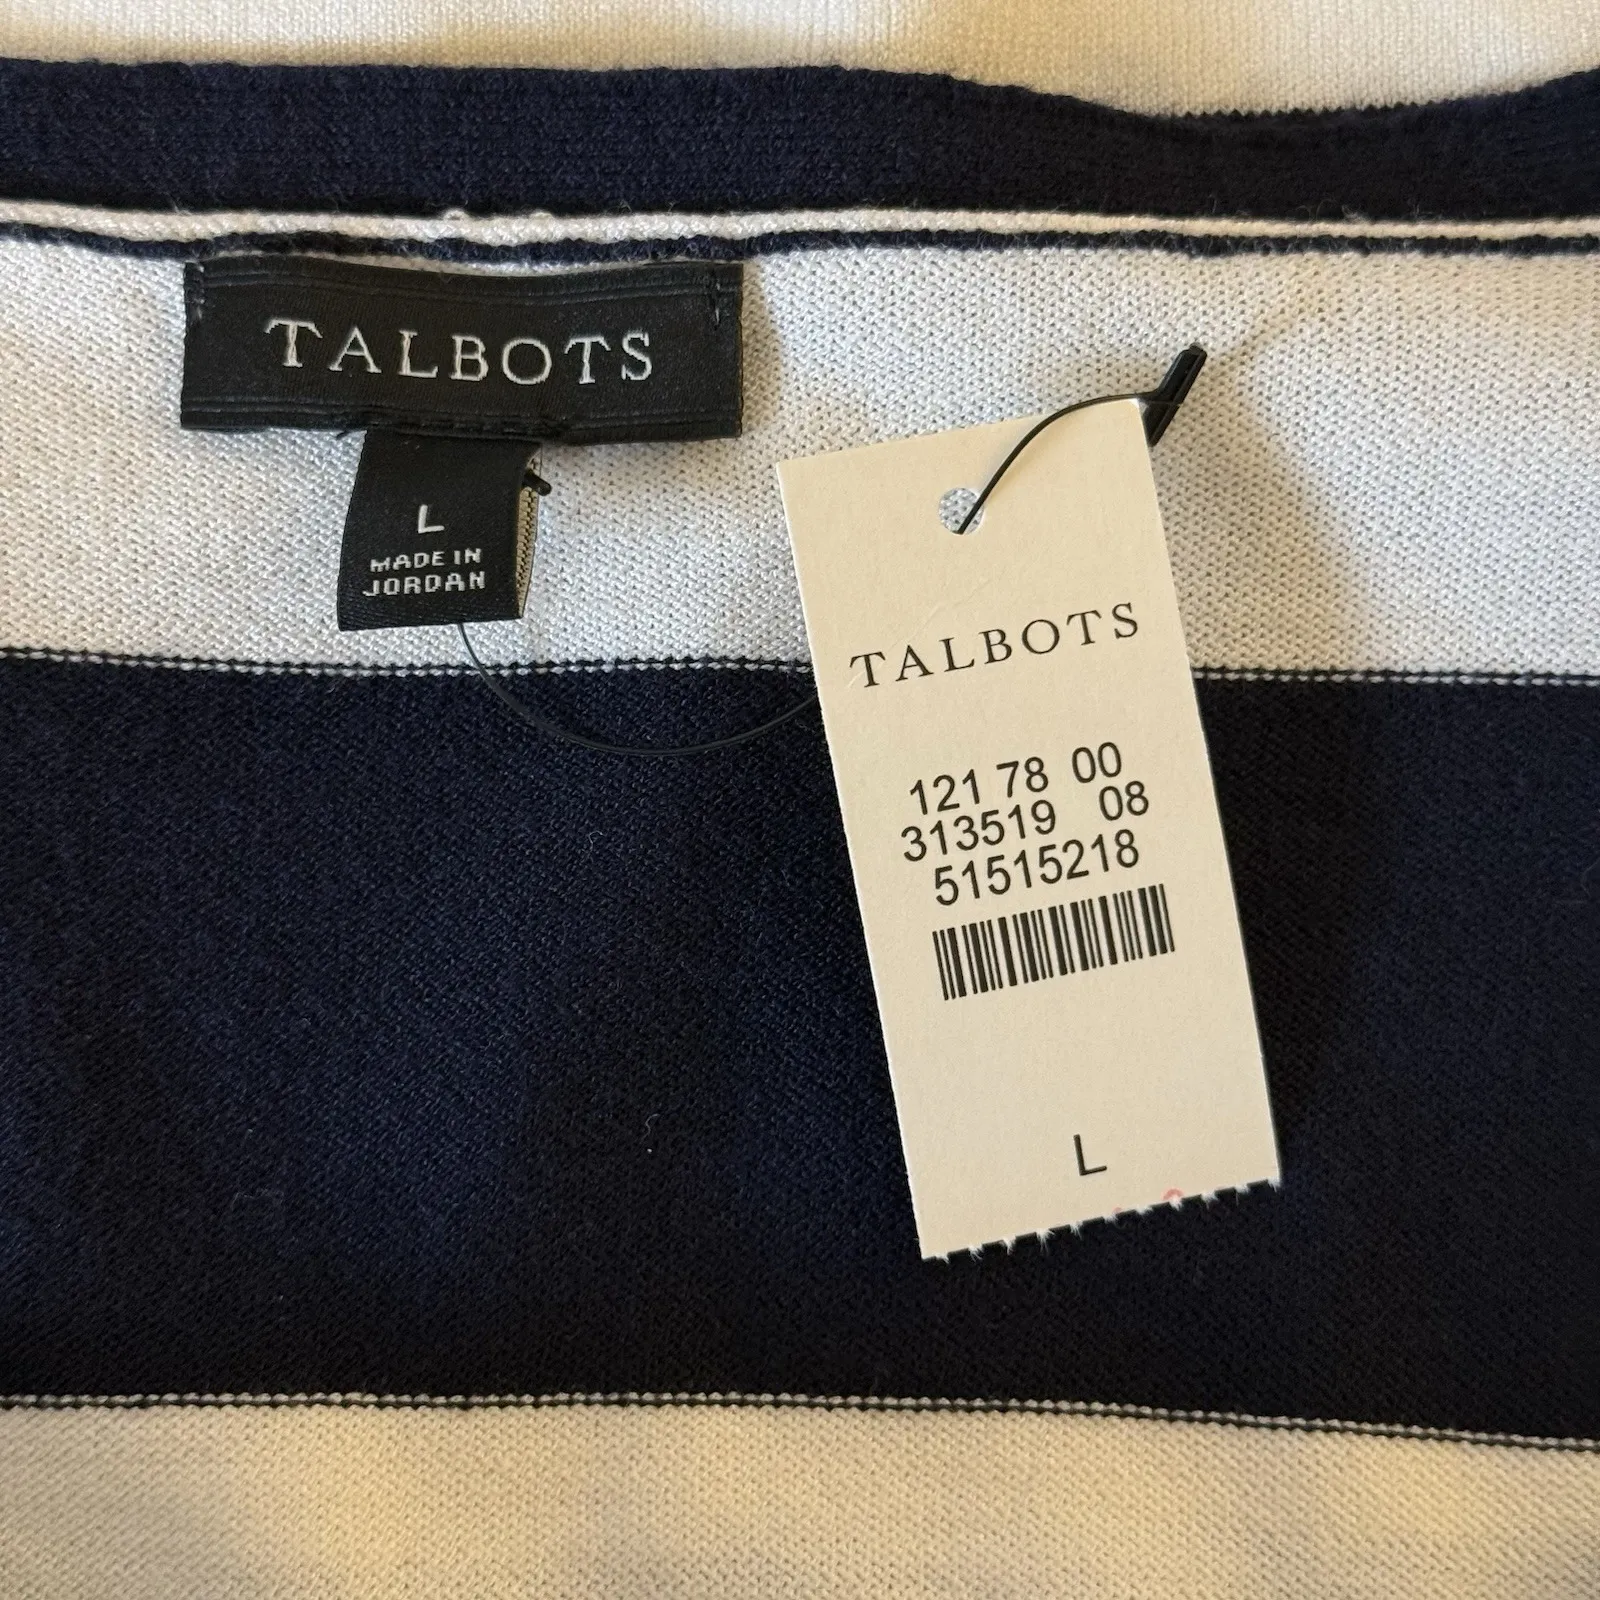 TALBOTS
L
MADE IN
JORDAN
TALBOTS
121 78 00
313519 08
51515218
L